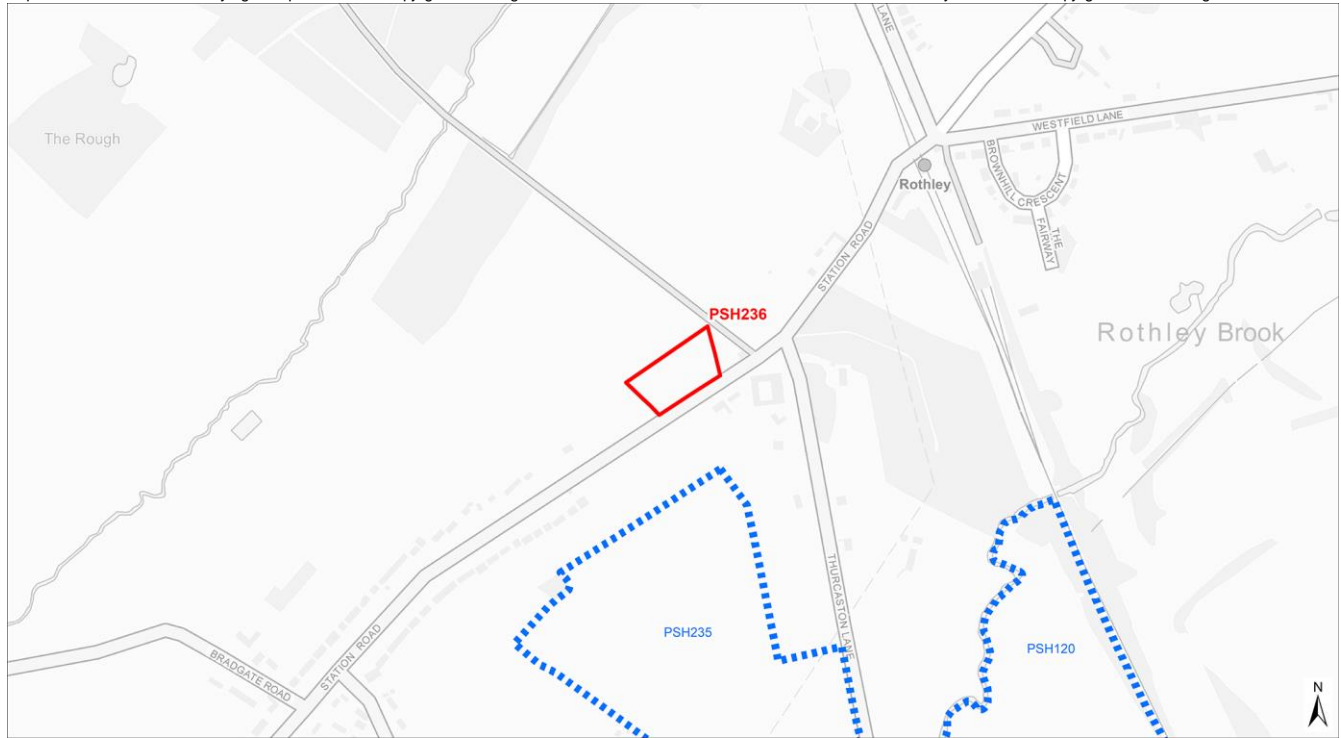 LANE
The Rough
WESTFIELD LANE
Rothley
BROWNHILL CRESCENT
THE FAIRWAY
STATION ROAD
PSH236
Rothley Brook
THURCASTON LANE
PSH235
PSH120
BRADGATE ROAD
STATION ROAD
N